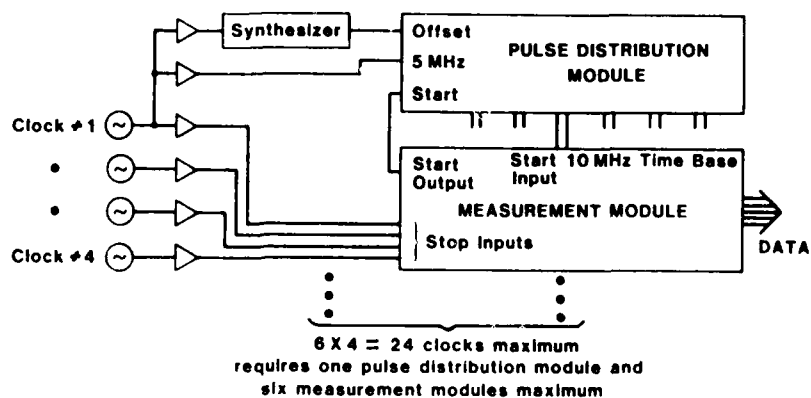 Synthesizer
Offset
5 MHz
Start
PULSE DISTRIBUTION
MODULE
Clock ≠ 1
Clock ≠ 4
Start
Output
Start 10 MHz Time Base
Input
MEASUREMENT MODULE
Stop Inputs
DATA
6 X 4 = 24 clocks maximum
requires one pulse distribution module and
six measurement modules maximum